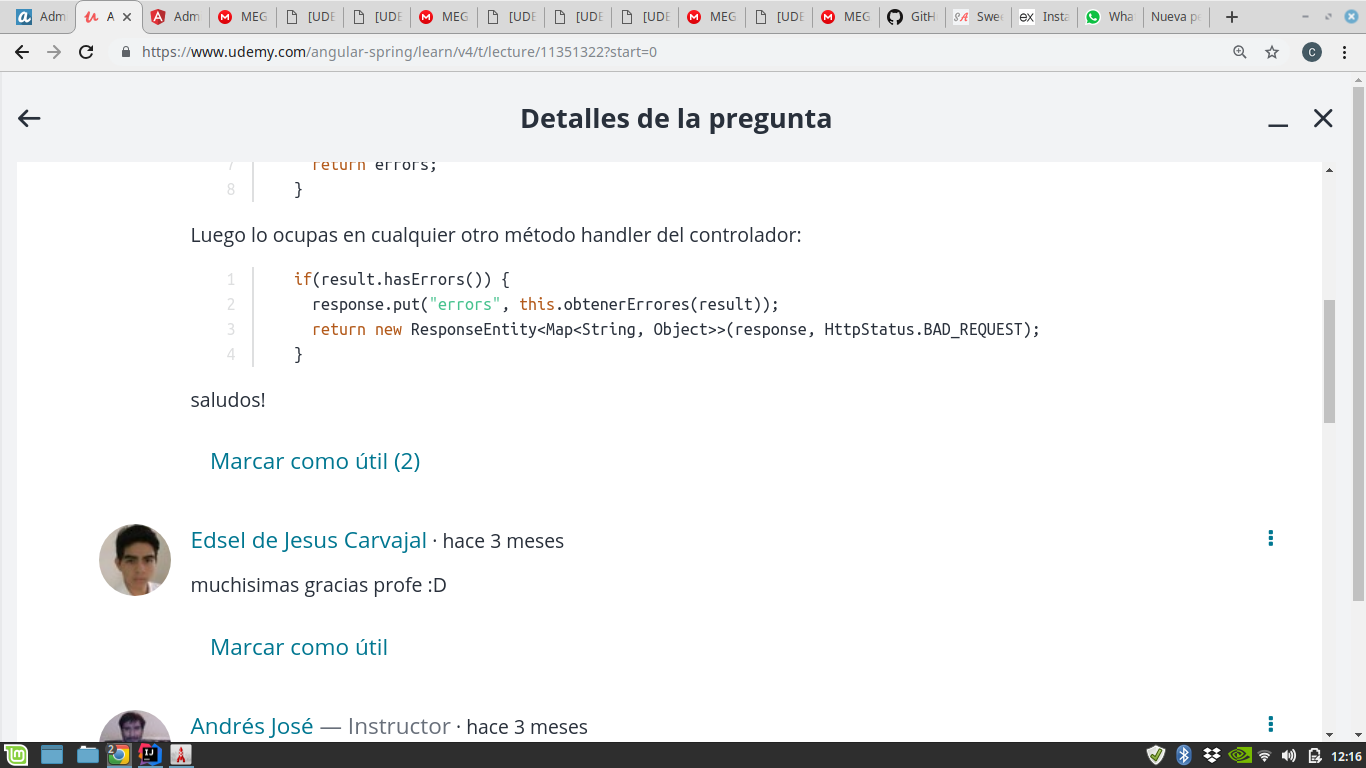 Adm
A
Adm
MEG
[UDE
[UDE
MEG
[UDE
[UDE
[UDE
MEG
[UDE
MEG
GitH
Swee
ex Insta
Wha
Nueva pe
https://www.udemy.com/angular-spring/learn/v4/t/lecture/11351322?start=0
C
Detalles de la pregunta
7 return errors;
8 }
Luego lo ocupas en cualquier otro método handler del controlador:
1 if(result.hasErrors()) {
2 response.put("errors", this.obtenerErrores(result));
3 return new ResponseEntity<Map<String, Object>>(response, HttpStatus.BAD_REQUEST);
4 }
saludos!
Marcar como útil (2)
Edsel de Jesus Carvajal · hace 3 meses
muchisimas gracias profe :D
Marcar como útil
Andrés José — Instructor · hace 3 meses
2
IJ
12:16